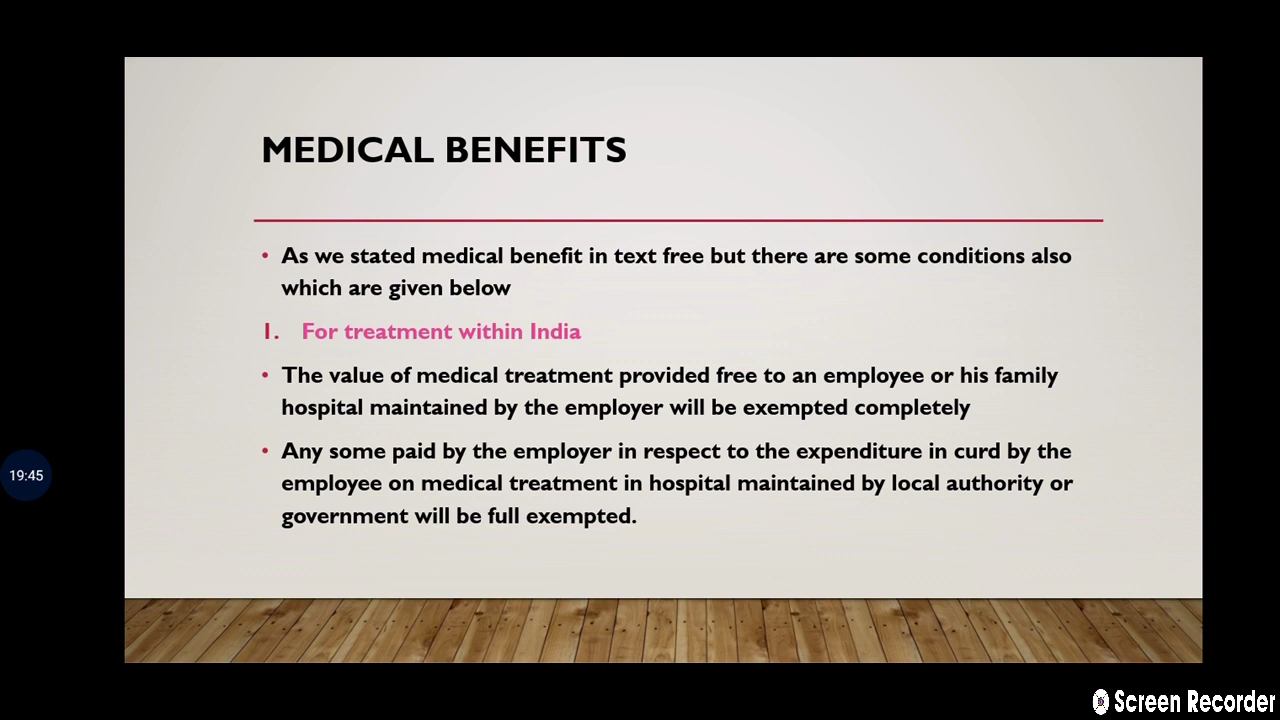 MEDICAL BENEFITS
• As we stated medical benefit in text free but there are some conditions also
which are given below
1. For treatment within India
• The value of medical treatment provided free to an employee or his family
hospital maintained by the employer will be exempted completely
• Any some paid by the employer in respect to the expenditure in curd by the
employee on medical treatment in hospital maintained by local authority or
government will be full exempted.
19:45
Screen Recorder